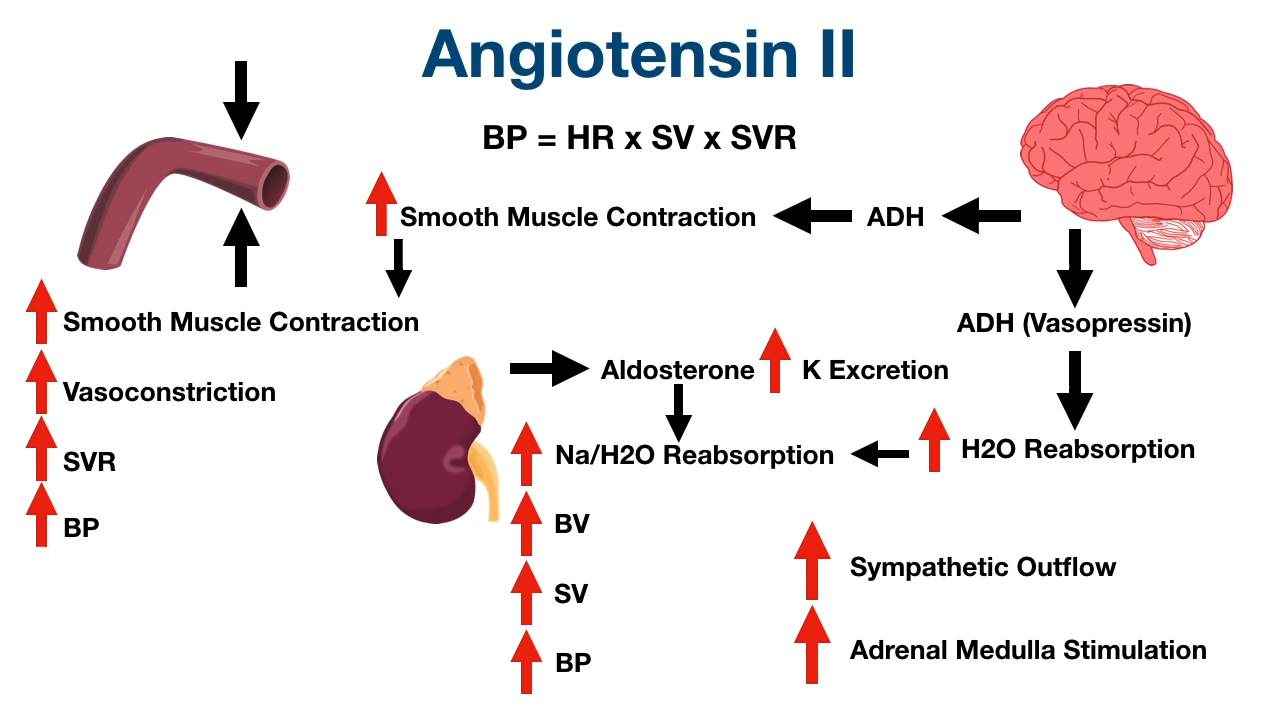 Angiotensin II
BP = HR x SV x SVR
Smooth Muscle Contraction
ADH
Smooth Muscle Contraction
Vasoconstriction
SVR
BP
ADH (Vasopressin)
Aldosterone
K Excretion
Na/H2O Reabsorption
H2O Reabsorption
BV
SV
BP
Sympathetic Outflow
Adrenal Medulla Stimulation